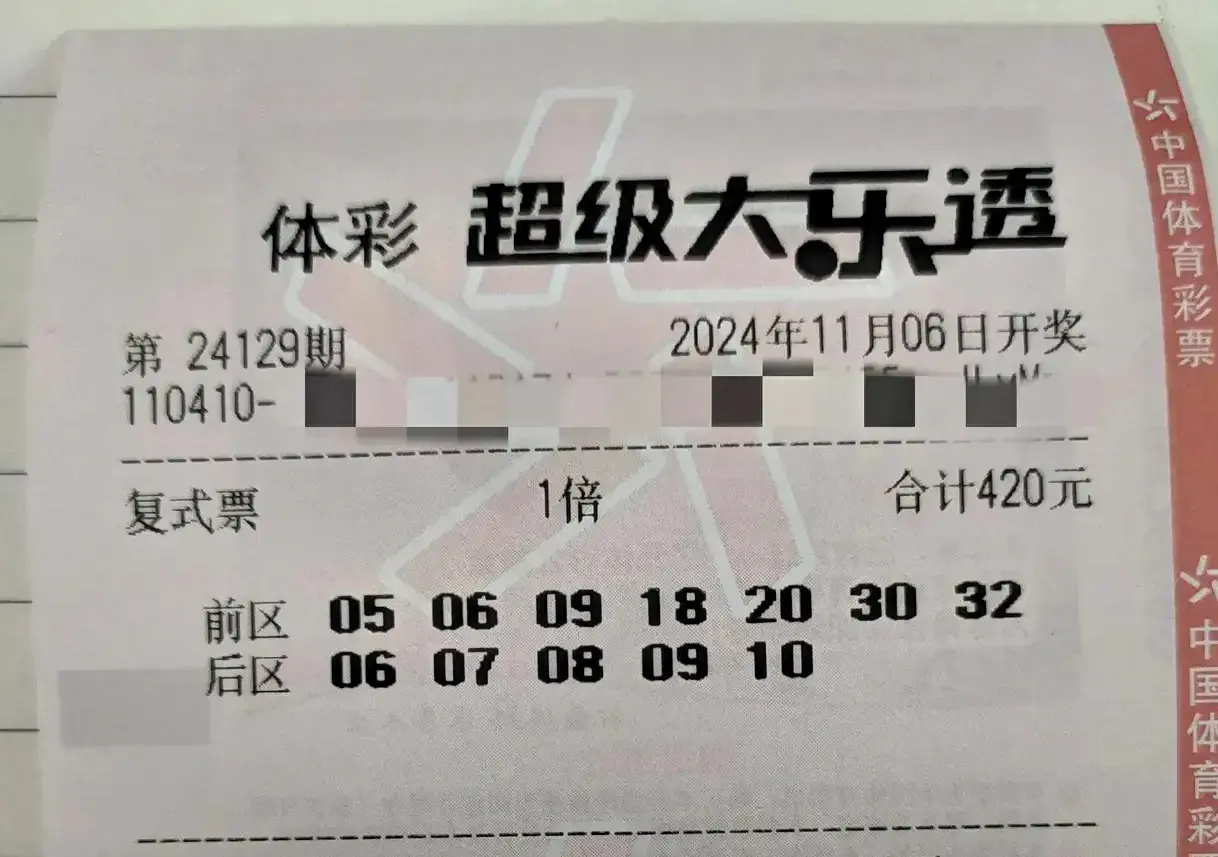 体彩 超级大乐透
第 24129期 2024年11月06日开奖
110410-
复式票 1倍 合计420元
前区 05 06 09 18 20 30 32
后区 06 07 08 09 10
中国体育彩票
中国体育彩